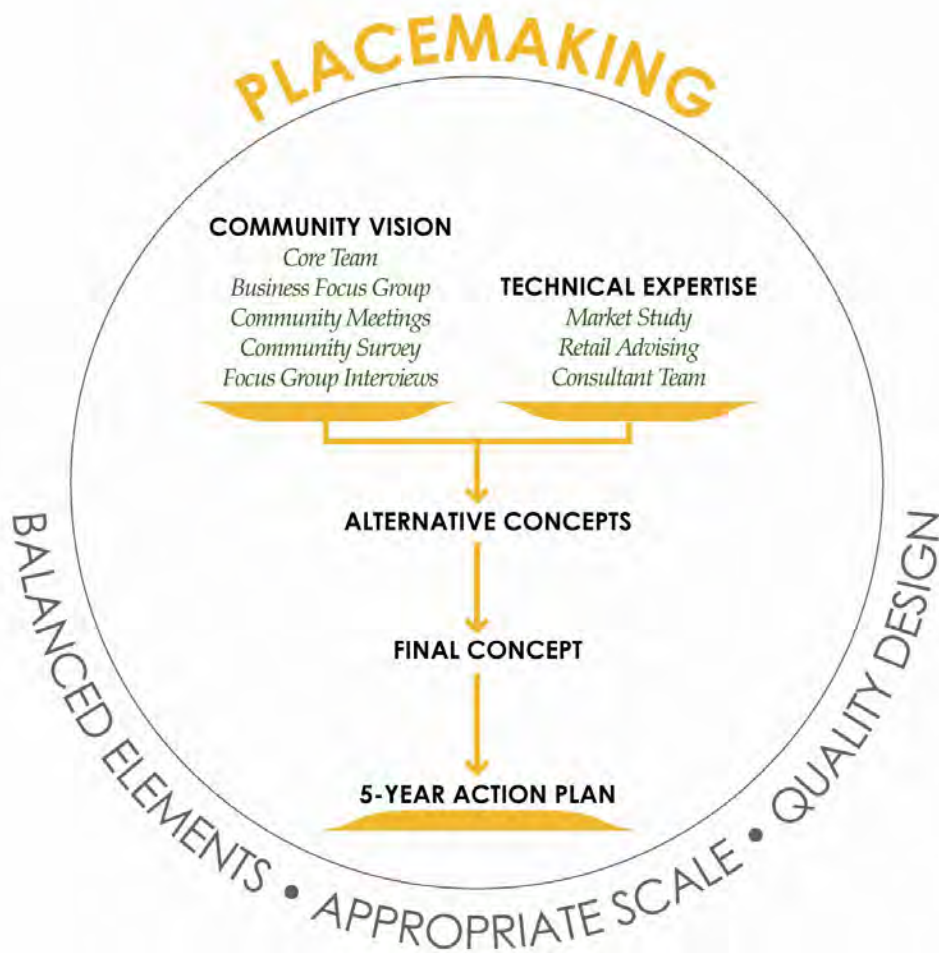 PLACEMAKING
COMMUNITY VISION
Core Team
Business Focus Group
Community Meetings
Community Survey
Focus Group Interviews
TECHNICAL EXPERTISE
Market Study
Retail Advising
Consultant Team
ALTERNATIVE CONCEPTS
FINAL CONCEPT
5-YEAR ACTION PLAN
BALANCED ELEMENTS • APPROPRIATE SCALE • QUALITY DESIGN